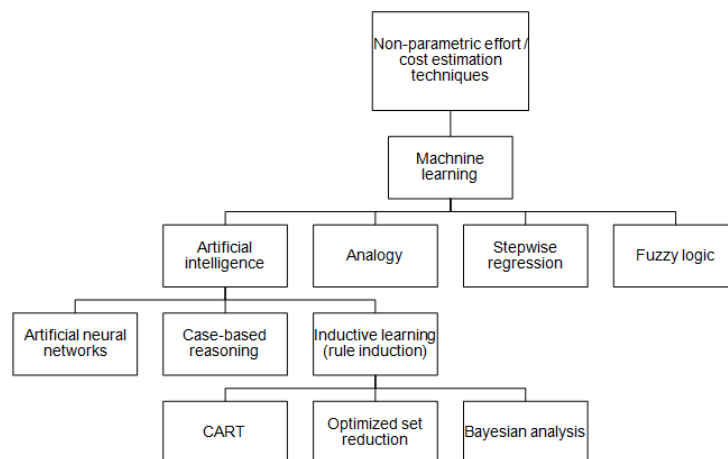 Non-parametric effort /
cost estimation
techniques
Machnine
learning
Artificial
intelligence
Analogy
Stepwise
regression
Fuzzy logic
Artificial neural
networks
Case-based
reasoning
Inductive learning
(rule induction)
CART
Optimized set
reduction
Bayesian analysis